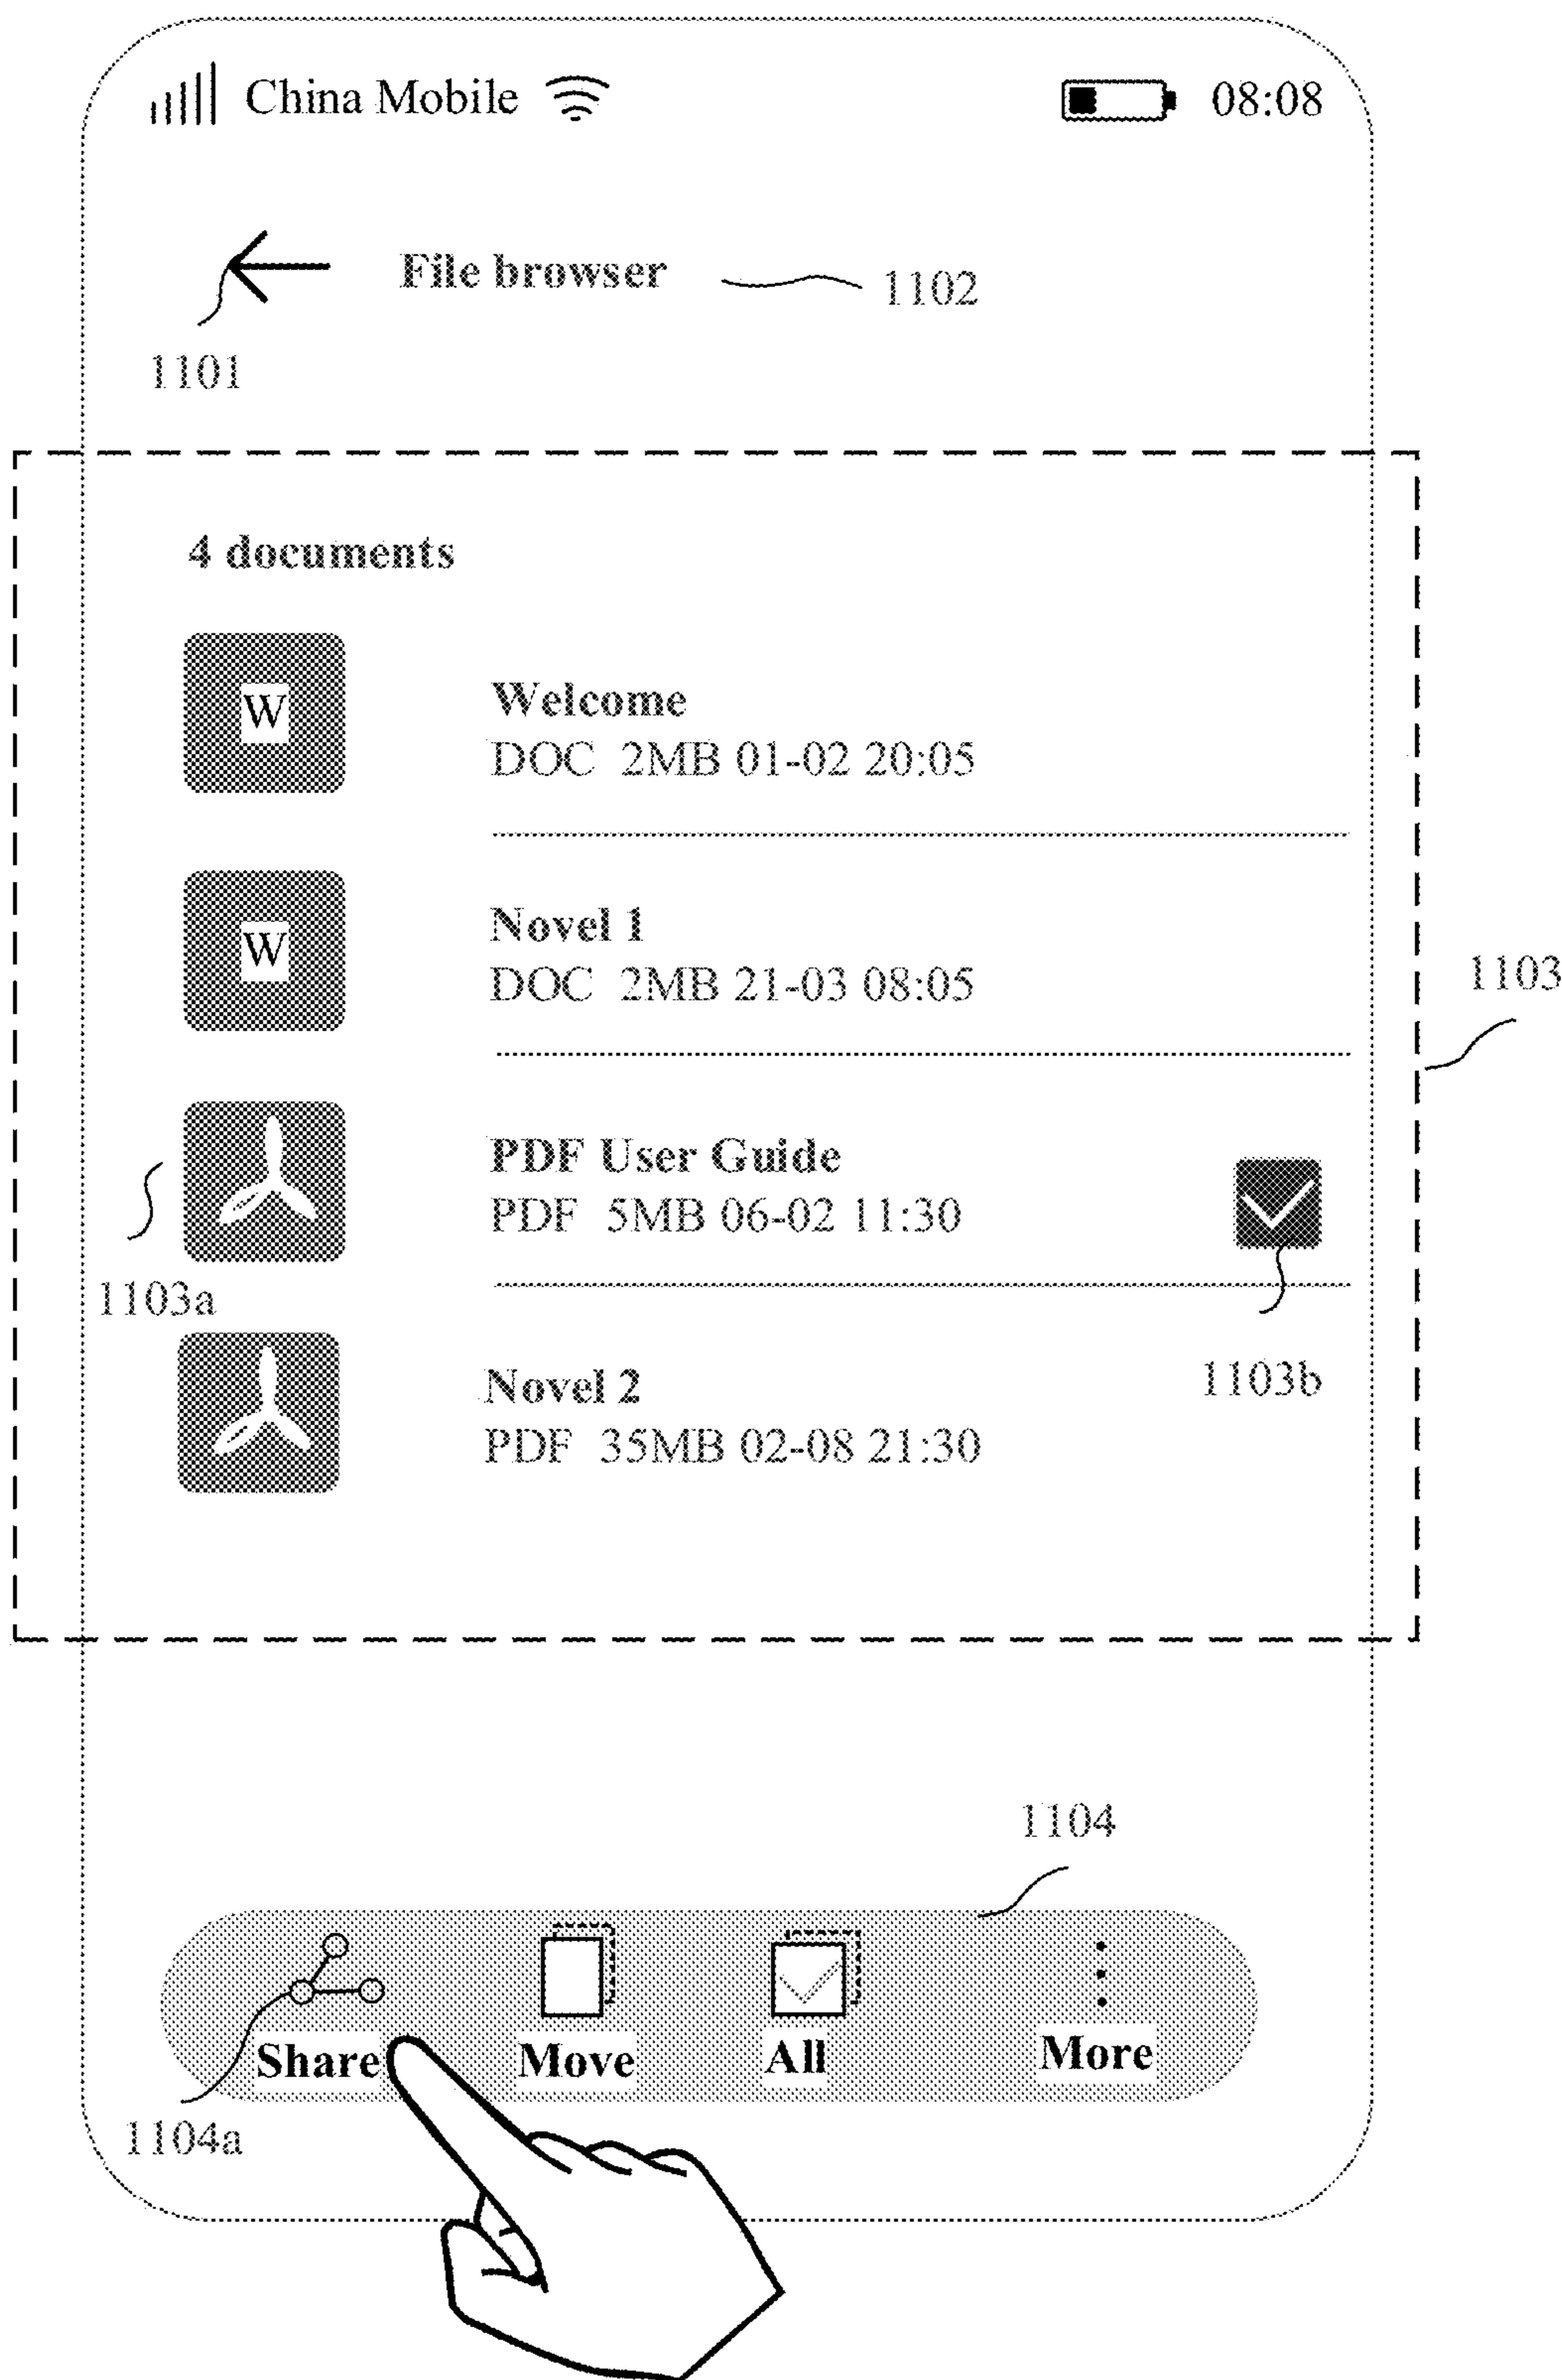 China Mobile 08:08
File browser 1102
1101
4 documents
W
Welcome
DOC 2MB 01-02 20:05
W
Novel 1
DOC 2MB 21-03 08:05
1103
PDF User Guide
PDF 5MB 06-02 11:30
1103a
1103b
Novel 2
PDF 35MB 02-08 21:30
1104
Share Move All More
1104a